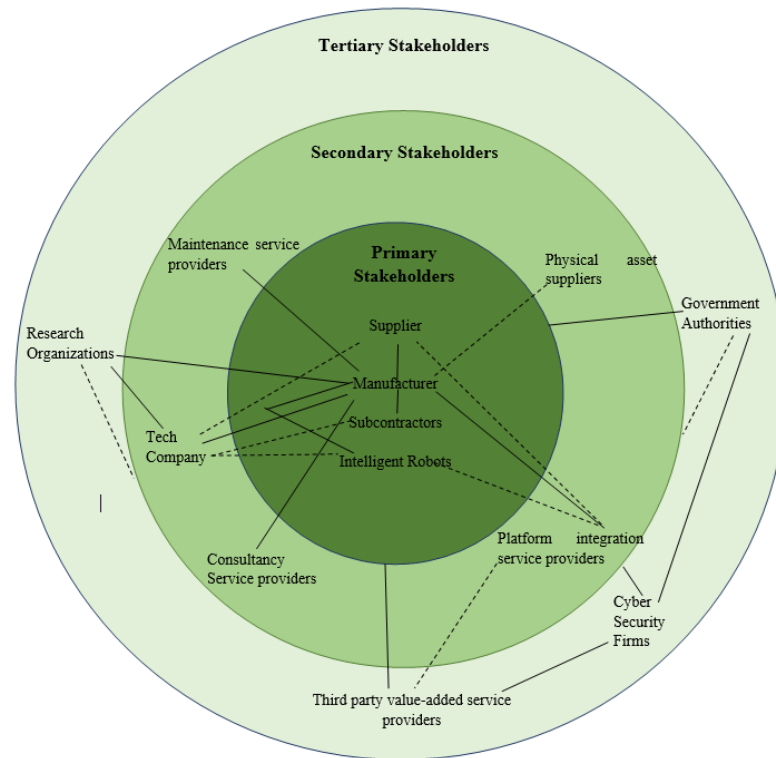 Tertiary Stakeholders
Secondary Stakeholders
Maintenance service
providers
Primary
Stakeholders
Physical asset
suppliers
Government
Authorities
Research
Organizations
Supplier
Manufacturer
Subcontractors
Tech
Company
Intelligent Robots
Consultancy
Service providers
Platform integration
service providers
Cyber
Security
Firms
Third party value-added service
providers